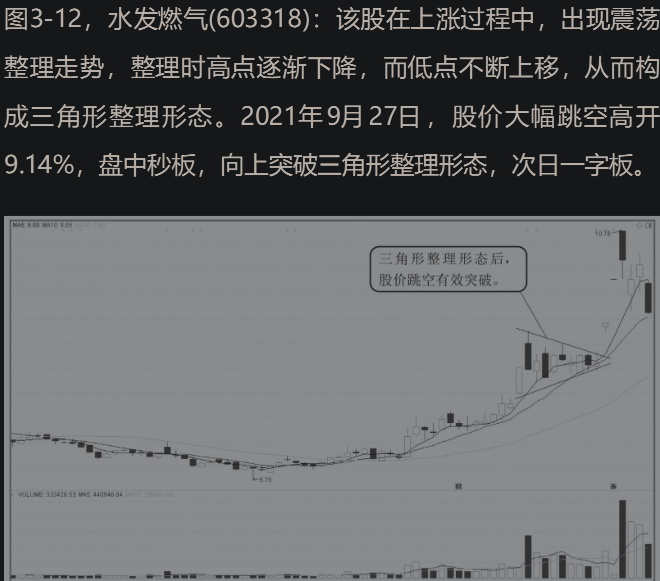 图3-12，水发燃气(603318)：该股在上涨过程中，出现震荡
整理走势，整理时高点逐渐下降，而低点不断上移，从而构
成三角形整理形态。2021年9月27日，股价大幅跳空高开
9.14%，盘中秒板，向上突破三角形整理形态，次日一字板。
MA5: 8.80 MA10: 9.05
10.79
三角形整理形态后，
股价跳空有效突破。
5.75
财
VOLUME: 333426.53 MA5: 440946.04